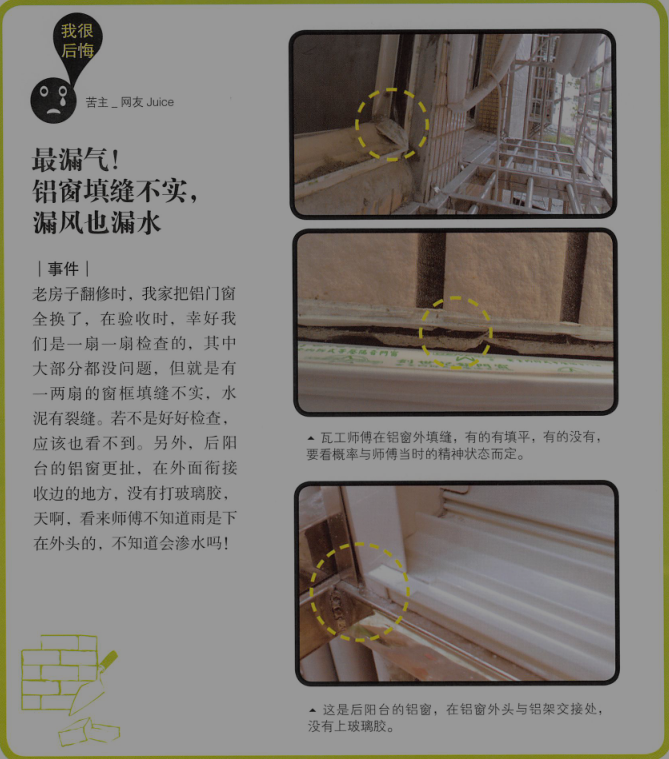 我很
后悔
苦主_网友 Juice
最漏气！
铝窗填缝不实，
漏风也漏水
｜事件｜
老房子翻修时，我家把铝门窗
全换了，在验收时，幸好我
们是一扇一扇检查的，其中
大部分都没问题，但就是有
一两扇的窗框填缝不实，水
泥有裂缝。若不是好好检查，
应该也看不到。另外，后阳
台的铝窗更扯，在外面衔接
收边的地方，没有打玻璃胶，
天啊，看来师傅不知道雨是下
在外头的，不知道会渗水吗！
▲ 瓦工师傅在铝窗外填缝，有的有填平，有的没有，
要看概率与师傅当时的精神状态而定。
▲ 这是后阳台的铝窗，在铝窗外头与铝架交接处，
没有上玻璃胶。